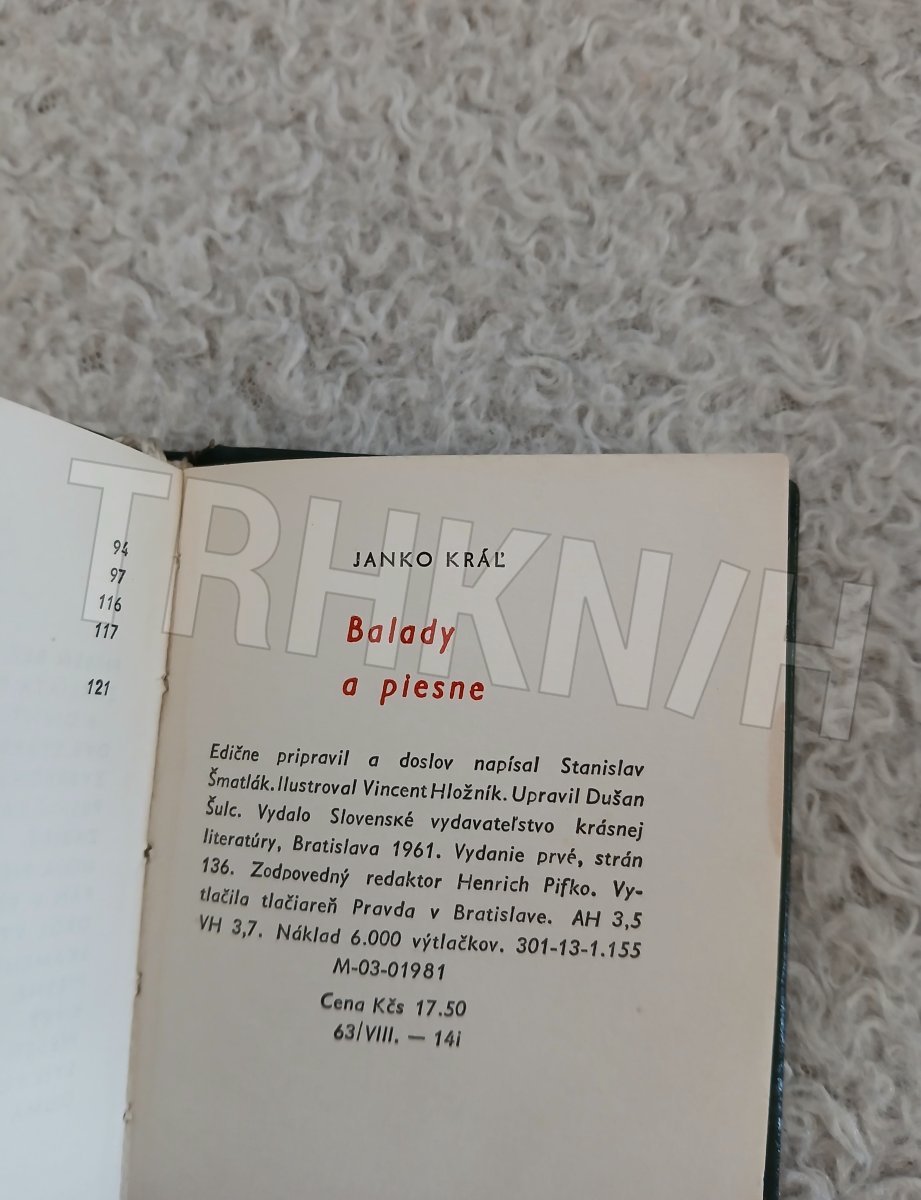 94
97
116
117
121
JANKO KRÁĽ
Balady
a piesne
Edične pripravil a doslov napísal Stanislav
Šmatlák. Ilustroval Vincent Hložník. Upravil Dušan
Šulc. Vydalo Slovenské vydavateľstvo krásnej
literatúry, Bratislava 1961. Vydanie prvé, strán
136. Zodpovedný redaktor Henrich Pifko. Vy-
tlačila tlačiareň Pravda v Bratislave. AH 3,5
VH 3,7. Náklad 6.000 výtlačkov. 301-13-1.155
M-03-01981
Cena Kčs 17.50
63/VIII. — 14i
TRHKN/H